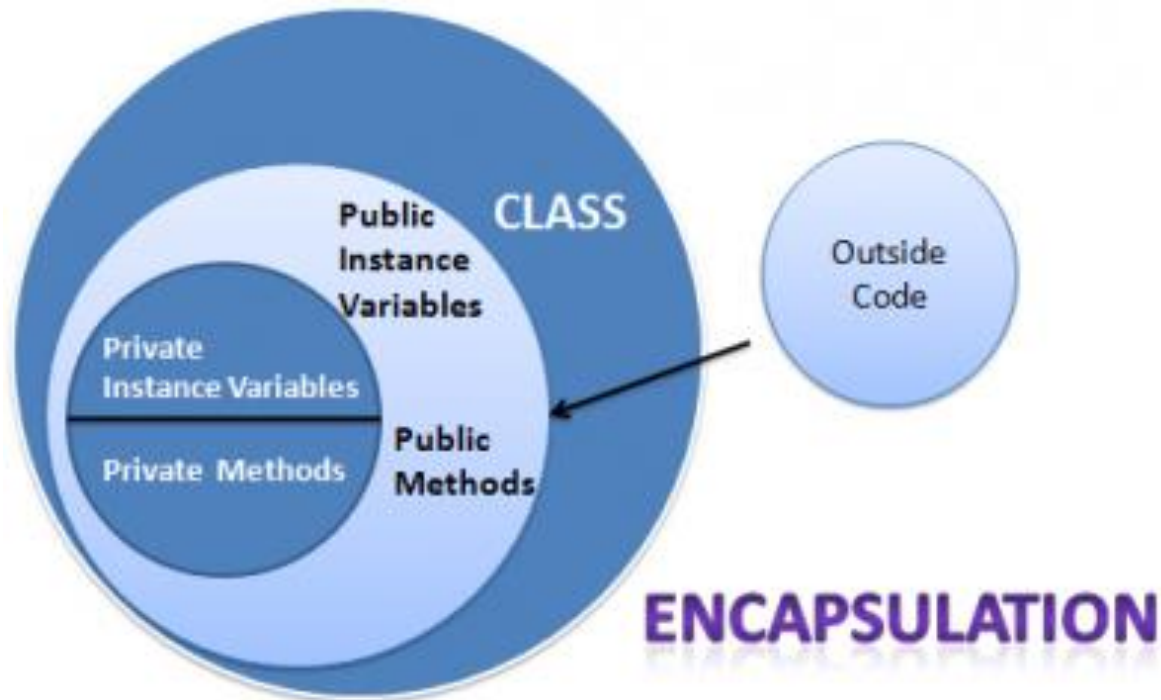 CLASS
Public
Instance
Variables
Private
Instance Variables
Private Methods
Public
Methods
Outside
Code
ENCAPSULATION